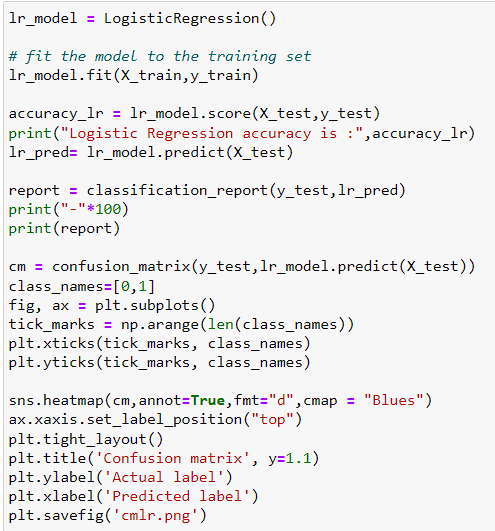 lr_model = LogisticRegression()
# fit the model to the training set
lr_model.fit(X_train,y_train)
accuracy_lr = lr_model.score(X_test,y_test)
print("Logistic Regression accuracy is :",accuracy_lr)
lr_pred= lr_model.predict(X_test)
report = classification_report(y_test,lr_pred)
print("-"*100)
print(report)
cm = confusion_matrix(y_test,lr_model.predict(X_test))
class_names=[0,1]
fig, ax = plt.subplots()
tick_marks = np.arange(len(class_names))
plt.xticks(tick_marks, class_names)
plt.yticks(tick_marks, class_names)
sns.heatmap(cm,annot=True,fmt="d",cmap = "Blues")
ax.xaxis.set_label_position("top")
plt.tight_layout()
plt.title('Confusion matrix', y=1.1)
plt.ylabel('Actual label')
plt.xlabel('Predicted label')
plt.savefig('cmlr.png')